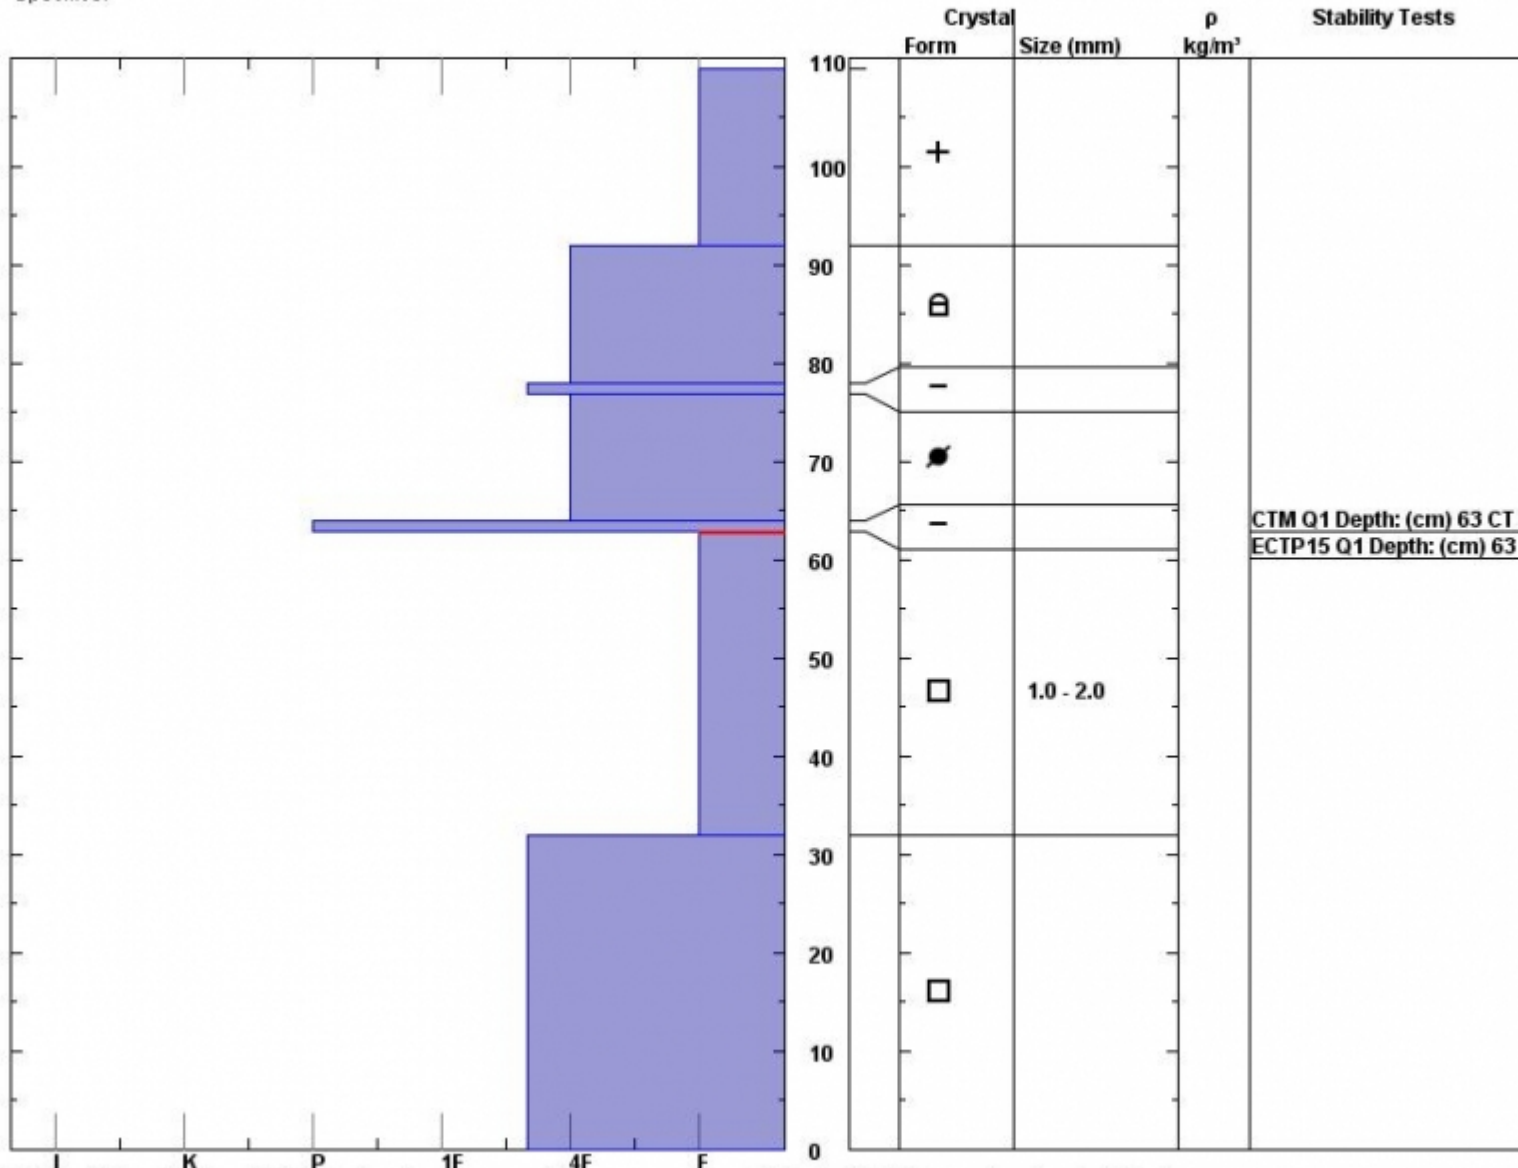 Crystal ρ Stability Tests
Form Size (mm) kg/m³
110
100
90
80
70
CTM Q1 Depth: (cm) 63 CT
ECTP15 Q1 Depth: (cm) 63
60
50
1.0 - 2.0
40
30
20
10
0
I K P 1F 4F F